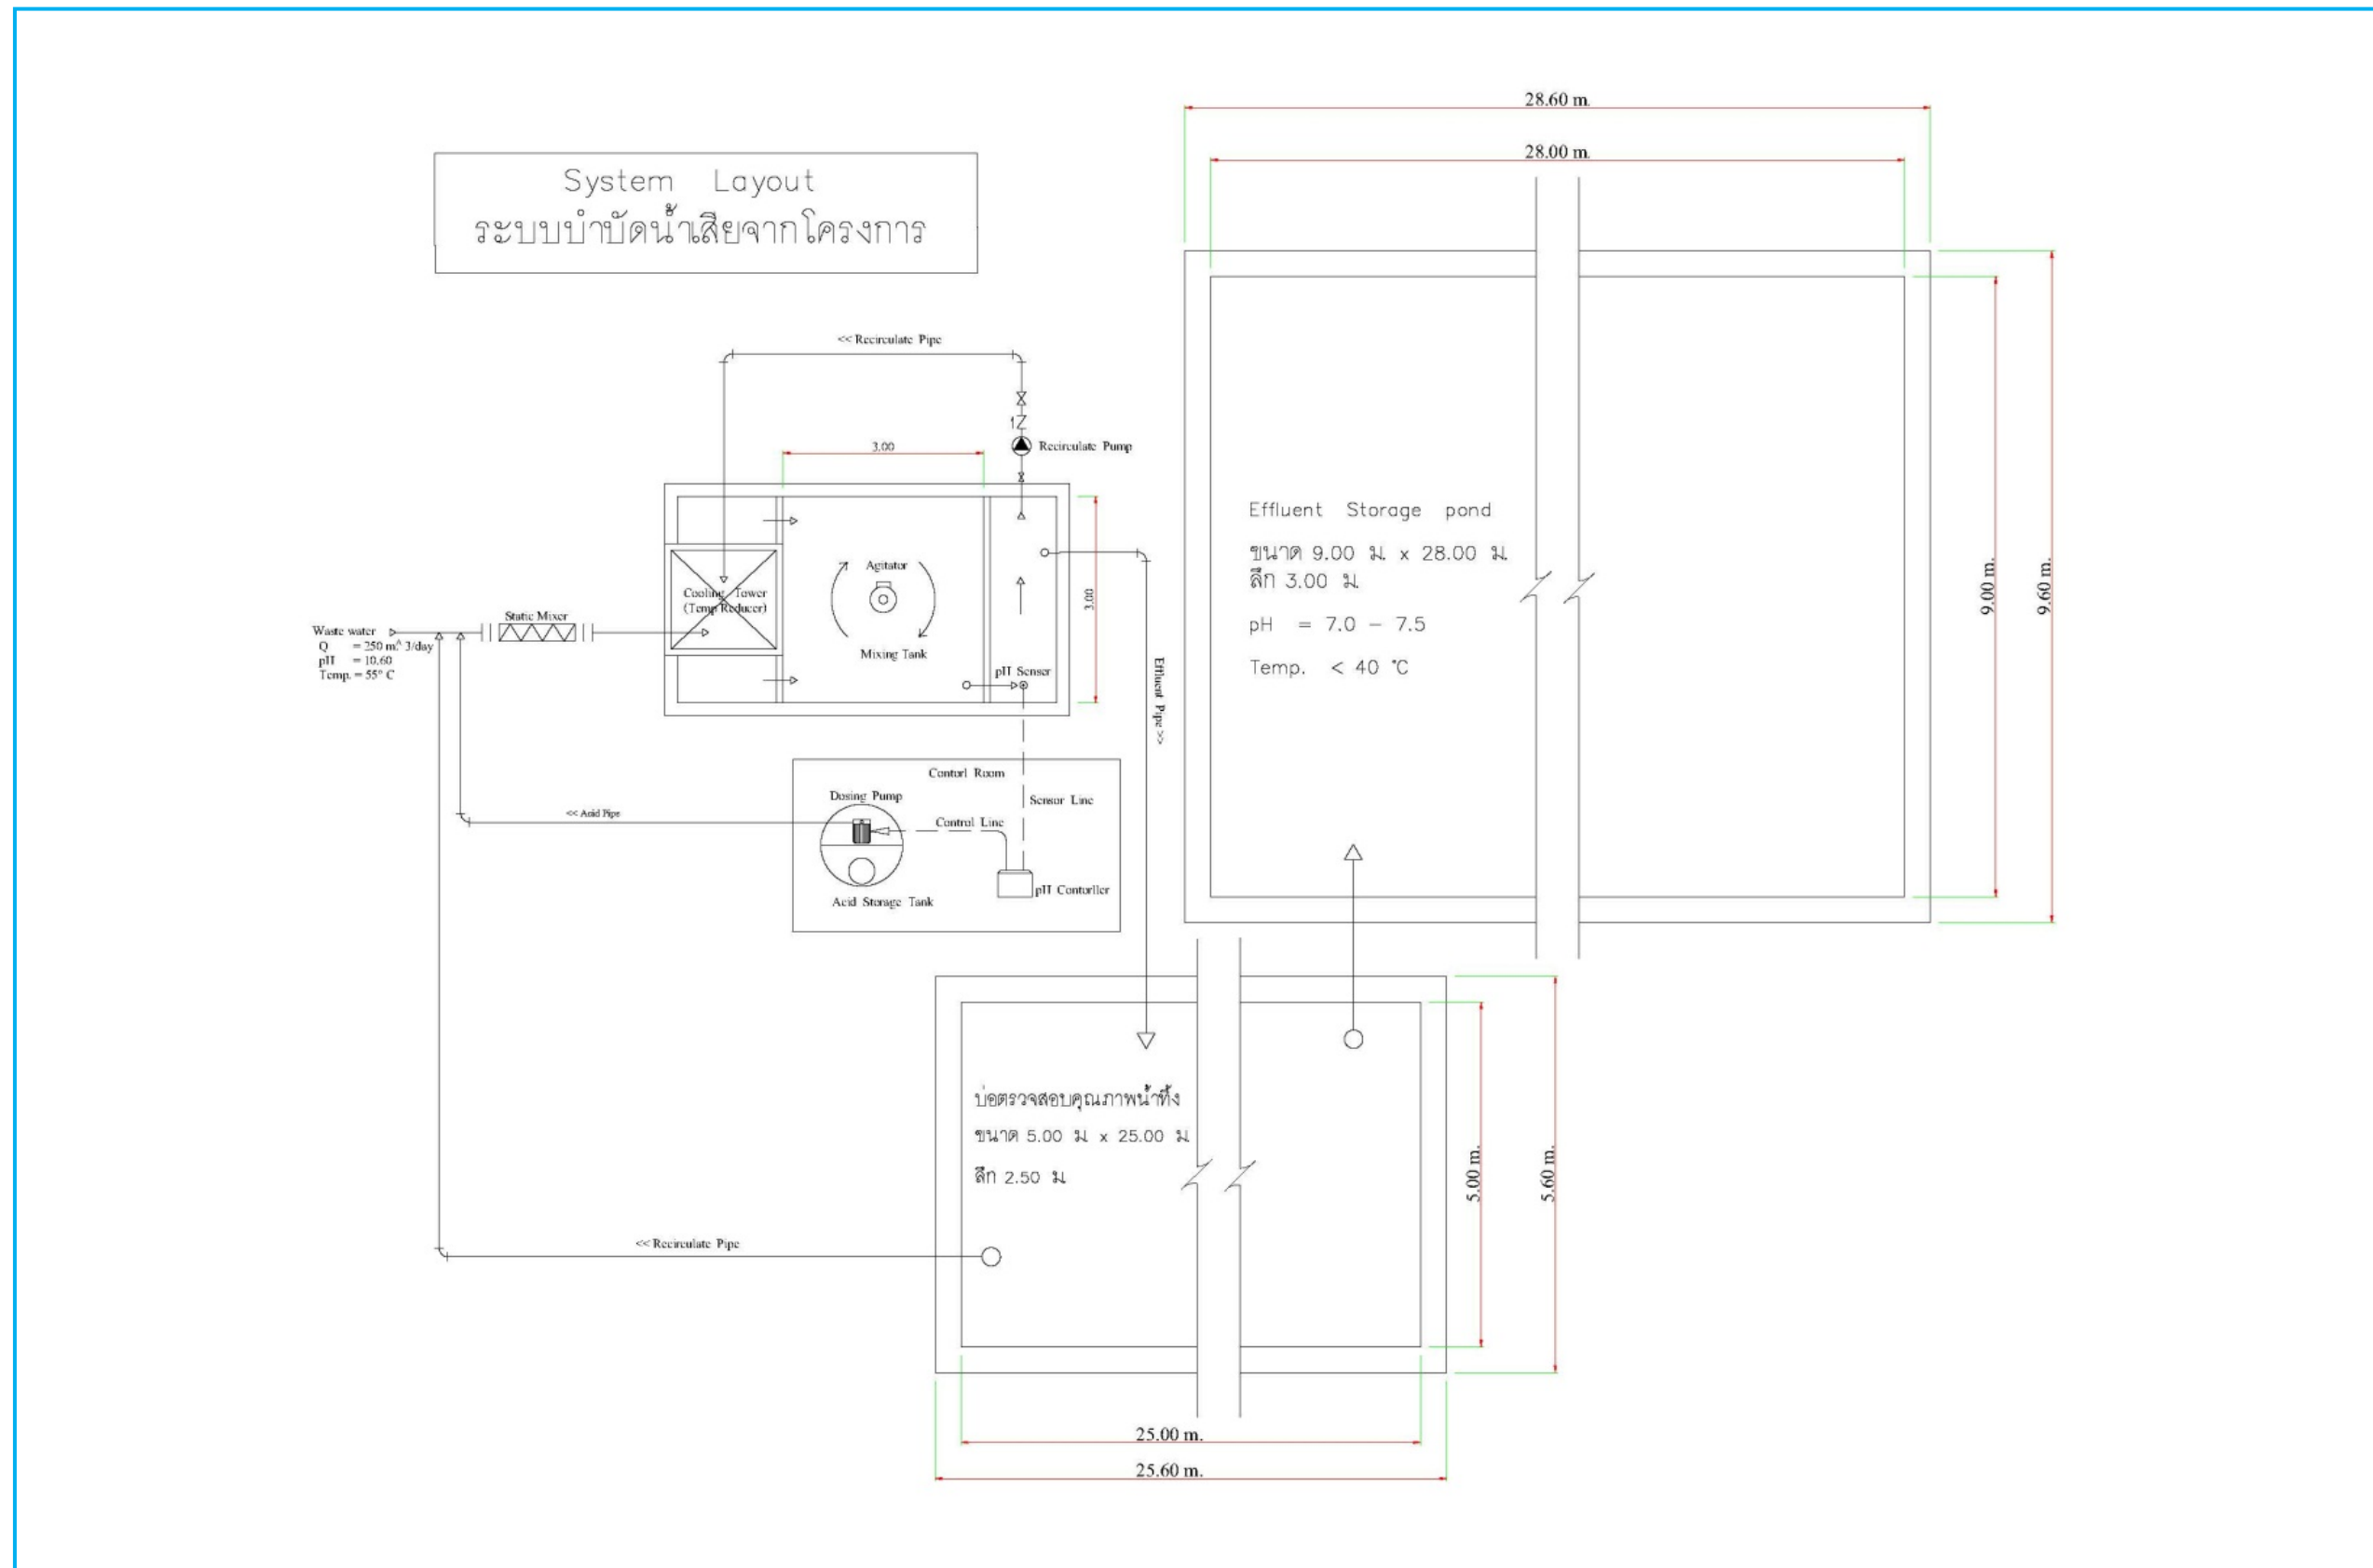 System Layout
ระบบบำบัดน้ำเสียจากโครงการ
28.60 m.
28.00 m.
<< Recirculate Pipe
Recirculate Pump
3.00
3.00
Cooling Tower
(Temp Reducer)
Agitator
Mixing Tank
pH Senser
Static Mixer
Waste water
Q = 250 m.^ 3/day
pH = 10.60
Temp. = 55° C
Effluent Pipe >>
Effluent Storage pond
ขนาด 9.00 ม. x 28.00 ม.
ลึก 3.00 ม.
pH = 7.0 - 7.5
Temp. < 40 °C
9.00 m.
9.60 m.
Contorl Room
Dosing Pump
Sensor Line
Control Line
<< Acid Pipe
pH Contorller
Acid Storage Tank
บ่อตรวจสอบคุณภาพน้ำทิ้ง
ขนาด 5.00 ม. x 25.00 ม.
ลึก 2.50 ม.
5.00 m.
5.60 m.
<< Recirculate Pipe
25.00 m.
25.60 m.